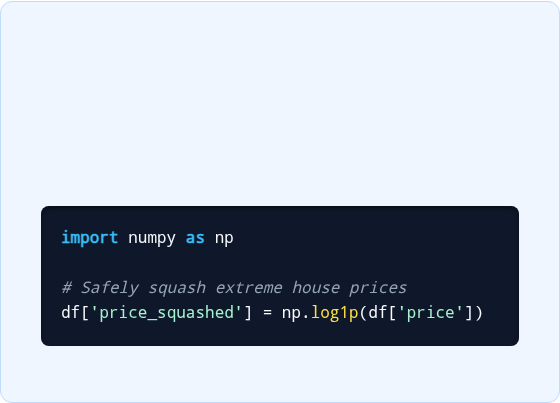 import numpy as np
# Safely squash extreme house prices
df['price_squashed'] = np.log1p(df['price'])